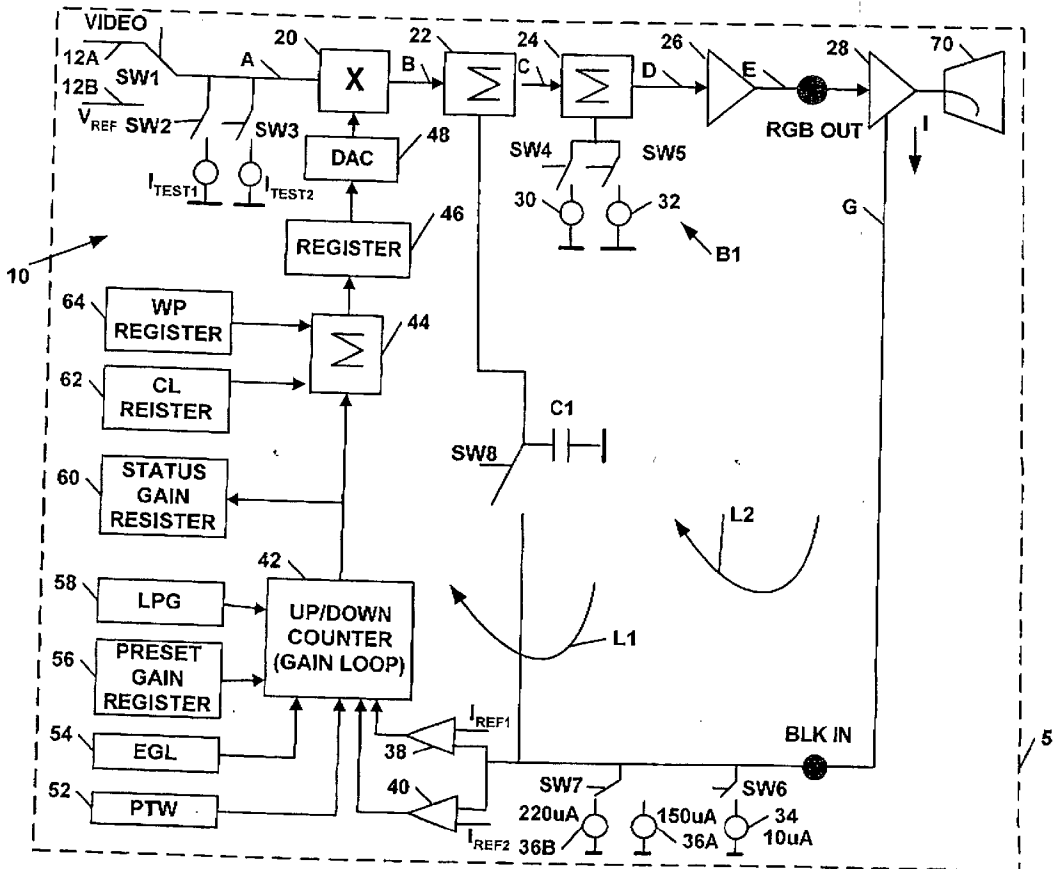 VIDEO
12A
SW1
12B
VREF
SW2
SW3
ITEST1
ITEST2
A
20
X
B
22
Σ
C
24
Σ
D
26
E
RGB OUT
28
70
I
DAC
48
SW4
SW5
30
32
B1
G
10
REGISTER
46
64
WP
REGISTER
Σ
44
62
CL
REISTER
C1
SW8
60
STATUS
GAIN
RESISTER
L2
42
UP/DOWN
COUNTER
(GAIN LOOP)
L1
58
LPG
56
PRESET
GAIN
REGISTER
54
EGL
52
PTW
IREF1
38
40
IREF2
BLK IN
5
SW7
SW6
220uA
36B
150uA
36A
34
10uA